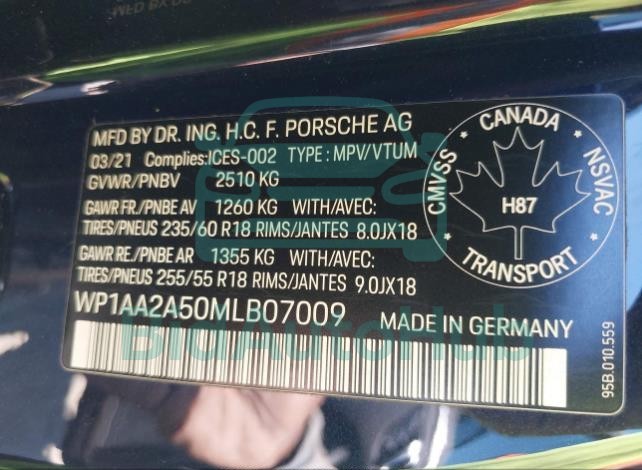 MFD BY DR. ING. H.C. F. PORSCHE AG
03/21 Complies:ICES-002 TYPE : MPV/VTUM
GVWR/PNBV 2510 KG
GAWR FR./PNBE AV 1260 KG WITH/AVEC:
TIRES/PNEUS 235/60 R18 RIMS/JANTES 8.0JX18
GAWR RE./PNBE AR 1355 KG WITH/AVEC:
TIRES/PNEUS 255/55 R18 RIMS/JANTES 9.0JX18
WP1AA2A50MLB07009 MADE IN GERMANY
CANADA
CMVSS
NSVAC
H87
TRANSPORT
95B.010.559
BidAutoHub